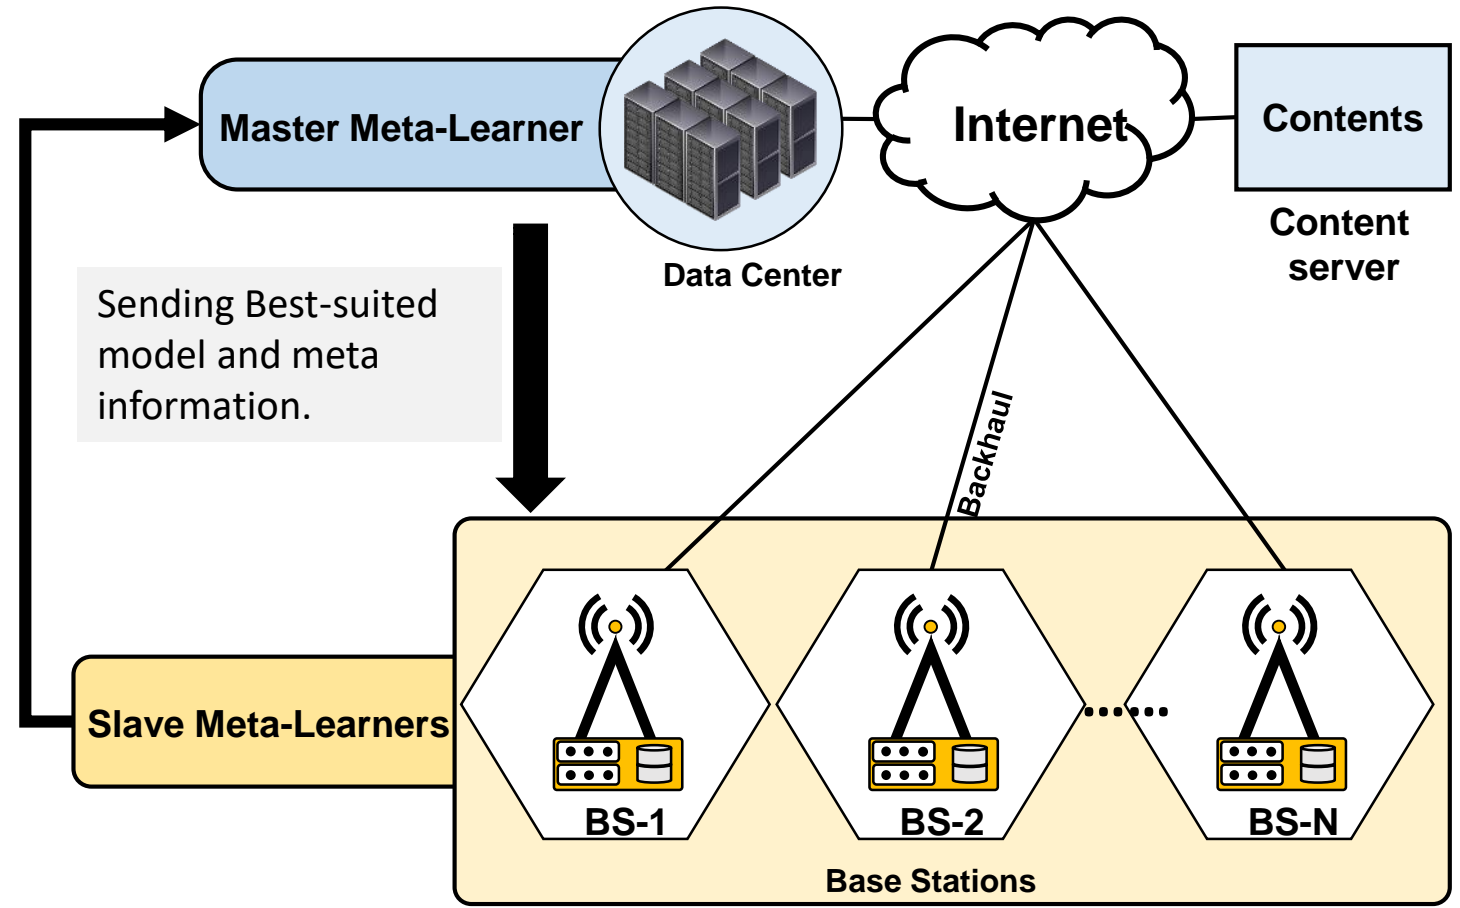 Master Meta-Learner
Internet
Contents
Content
server
Data Center
Sending Best-suited
model and meta
information.
Backhaul
Slave Meta-Learners
BS-1
BS-2
BS-N
Base Stations